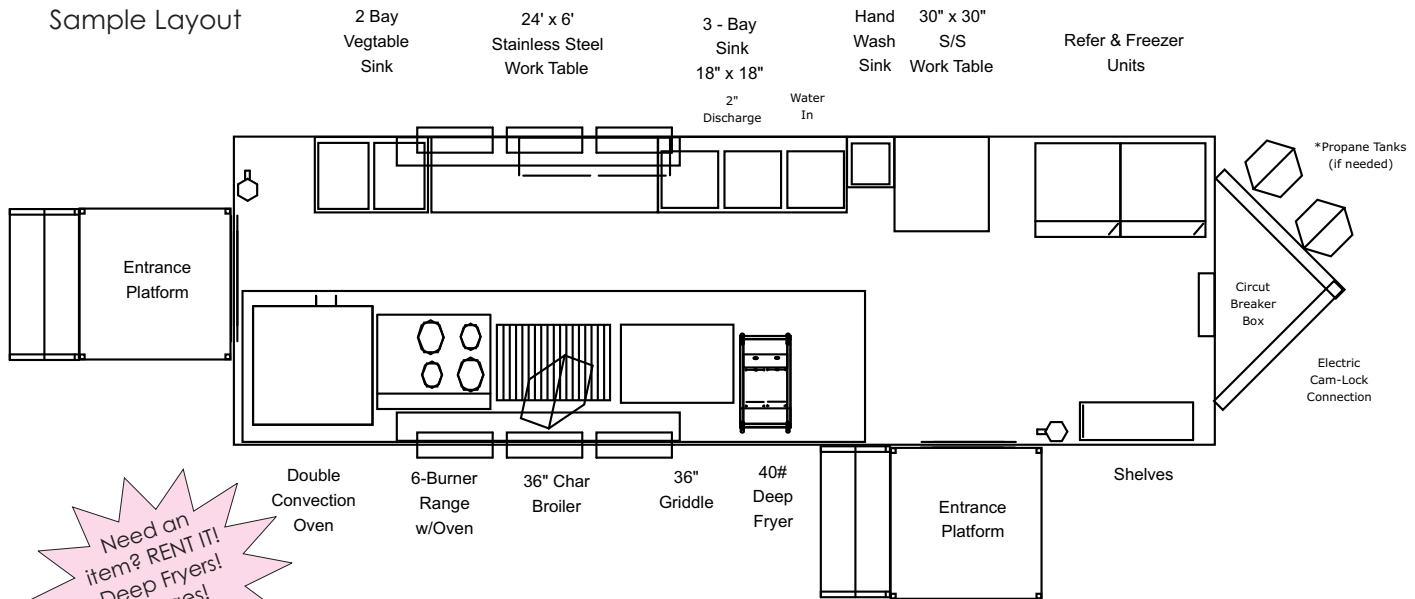 Sample Layout
2 Bay
Vegtable
Sink
24' x 6'
Stainless Steel
Work Table
3 - Bay
Sink
18" x 18"
2"
Discharge
Water
In
Hand
Wash
Sink
30" x 30"
S/S
Work Table
Refer & Freezer
Units
*Propane Tanks
(if needed)
Entrance
Platform
Circut
Breaker
Box
Electric
Cam-Lock
Connection
Double
Convection
Oven
6-Burner
Range
w/Oven
36" Char
Broiler
36"
Griddle
40#
Deep
Fryer
Entrance
Platform
Shelves
Need an
item? RENT IT!
Deep Fryers!